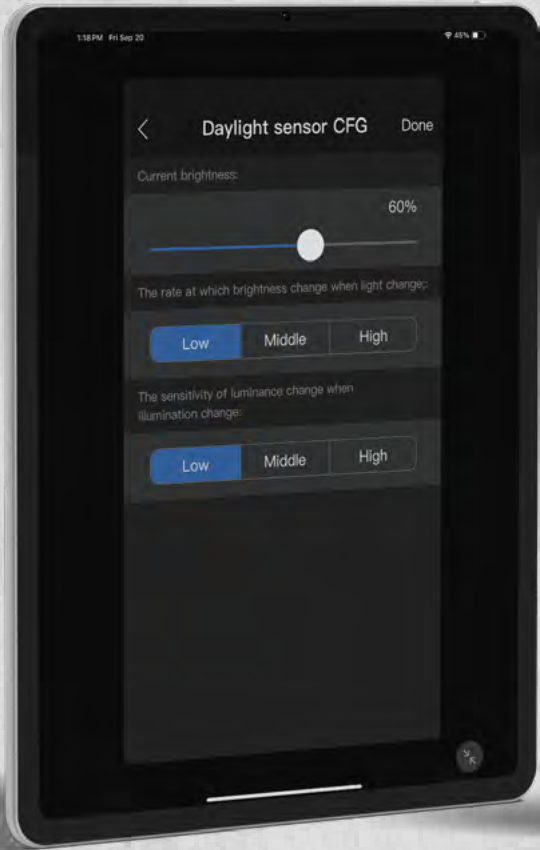 1:18 PM Fri Sep 20
45%
Daylight sensor CFG
Done
Current brightness:
60%
The rate at which brightness change when light change;:
Low
Middle
High
The sensitivity of luminance change when
illumination change:
Low
Middle
High